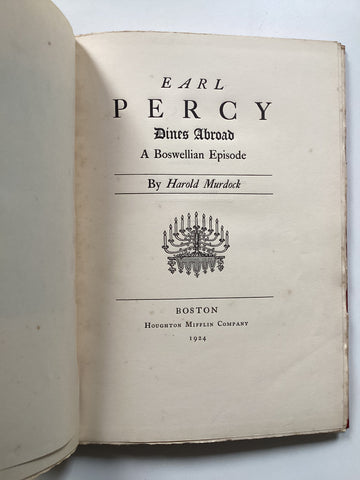 EARL
PERCY
Dines Abroad
A Boswellian Episode
By Harold Murdock
BOSTON
HOUGHTON MIFFLIN COMPANY
1924